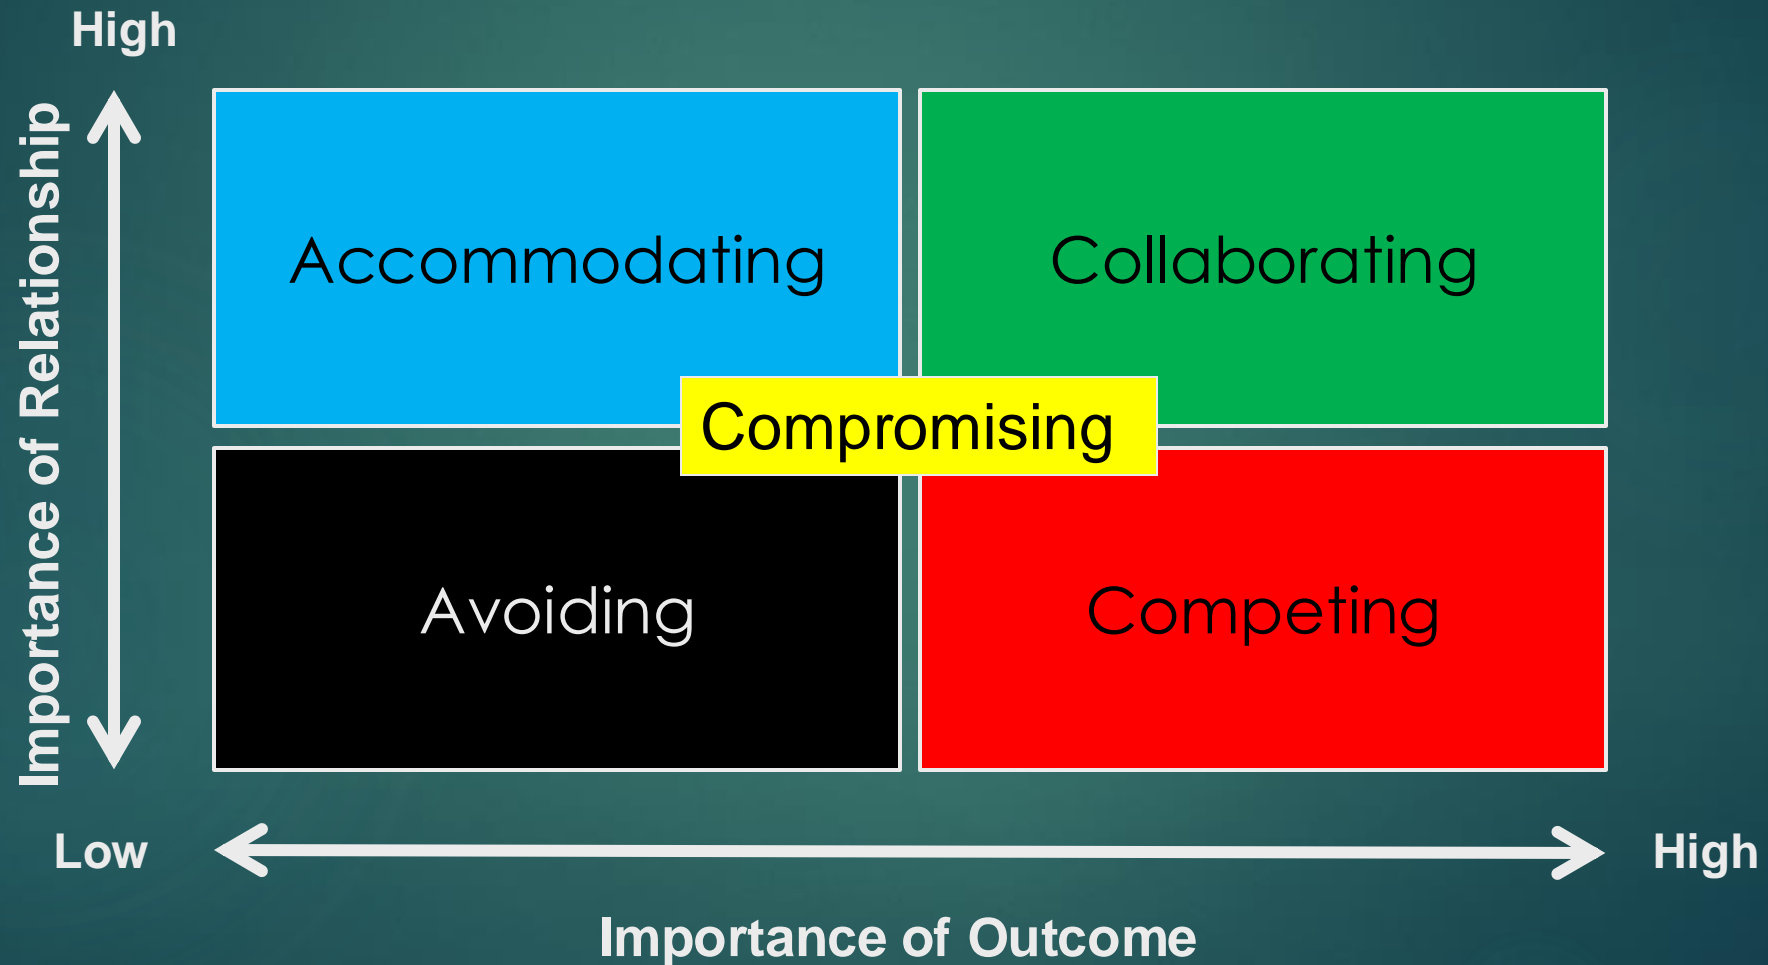 High
Importance of Relationship
Accommodating
Collaborating
Compromising
Avoiding
Competing
Low
High
Importance of Outcome